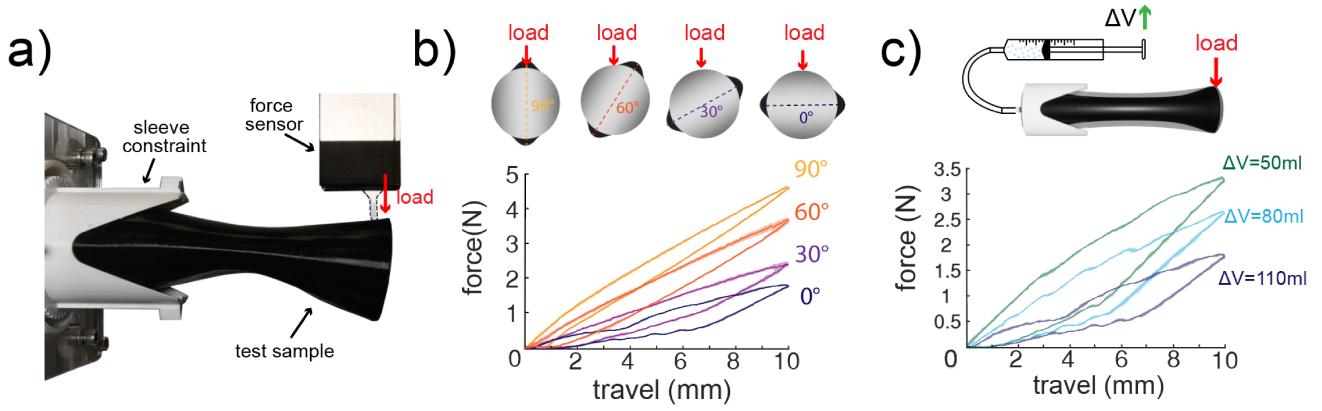 a)
sleeve
constraint
force
sensor
load
test sample
b)
load
load
load
load
90°
60°
30°
0°
force(N)
5
4
3
2
1
0
2
4
6
8
10
travel (mm)
90°
60°
30°
0°
c)
ΔV
load
force (N)
3.5
3
2.5
2
1.5
1
0.5
0
2
4
6
8
10
travel (mm)
ΔV=50ml
ΔV=80ml
ΔV=110ml